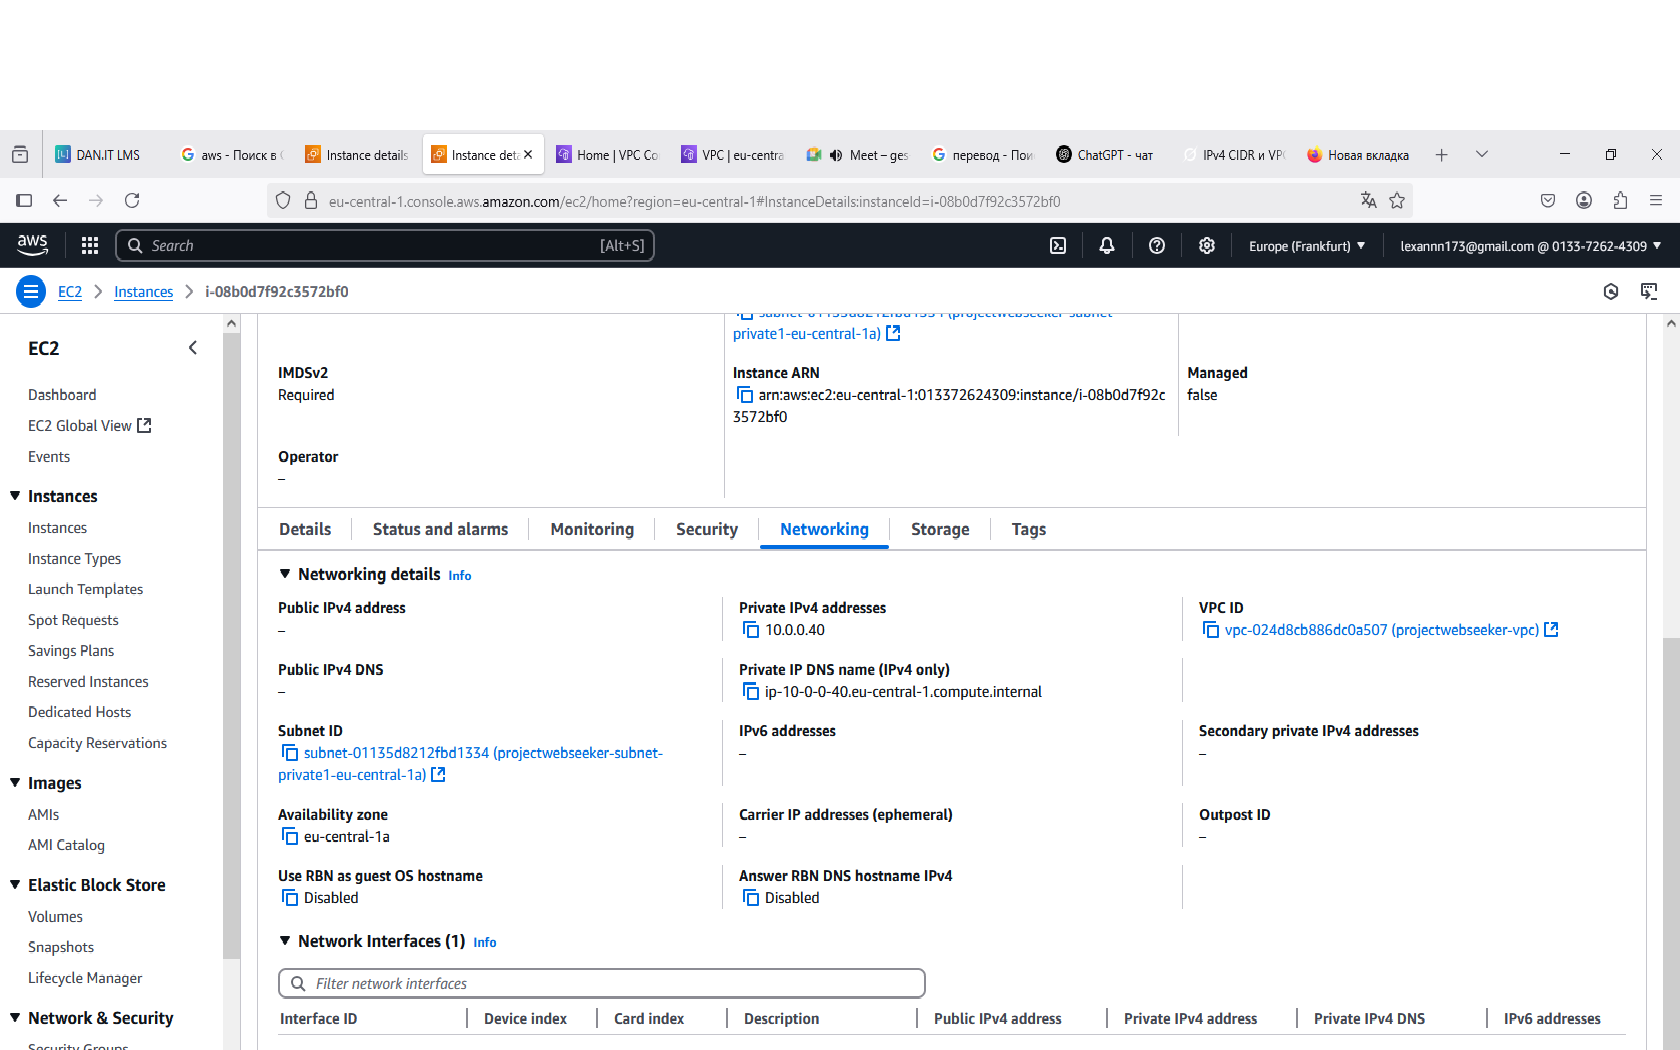 DAN.IT LMS
aws - Поиск в
Instance details
Instance deta
Home | VPC Co
VPC | eu-centra
Meet – ges
перевод - Пои
ChatGPT - чат
IPv4 CIDR и VPC
Новая вкладка
eu-central-1.console.aws.amazon.com/ec2/home?region=eu-central-1#InstanceDetails:instanceId=i-08b0d7f92c3572bf0
aws
Search
[Alt+S]
Europe (Frankfurt)
lexannn173@gmail.com @ 0133-7262-4309
EC2
Instances
i-08b0d7f92c3572bf0
EC2
Dashboard
EC2 Global View
Events
Instances
Instances
Instance Types
Launch Templates
Spot Requests
Savings Plans
Reserved Instances
Dedicated Hosts
Capacity Reservations
Images
AMIs
AMI Catalog
Elastic Block Store
Volumes
Snapshots
Lifecycle Manager
Network & Security
Security Groups
subnet-01135d8212fbd1334 (projectwebseeker-subnet-
private1-eu-central-1a)
IMDSv2
Required
Instance ARN
arn:aws:ec2:eu-central-1:013372624309:instance/i-08b0d7f92c
3572bf0
Managed
false
Operator
–
Details
Status and alarms
Monitoring
Security
Networking
Storage
Tags
Networking details Info
Public IPv4 address
–
Private IPv4 addresses
10.0.0.40
VPC ID
vpc-024d8cb886dc0a507 (projectwebseeker-vpc)
Public IPv4 DNS
–
Private IP DNS name (IPv4 only)
ip-10-0-0-40.eu-central-1.compute.internal
Subnet ID
subnet-01135d8212fbd1334 (projectwebseeker-subnet-
private1-eu-central-1a)
IPv6 addresses
–
Secondary private IPv4 addresses
–
Availability zone
eu-central-1a
Carrier IP addresses (ephemeral)
–
Outpost ID
–
Use RBN as guest OS hostname
Disabled
Answer RBN DNS hostname IPv4
Disabled
Network Interfaces (1) Info
Filter network interfaces
Interface ID
Device index
Card index
Description
Public IPv4 address
Private IPv4 address
Private IPv4 DNS
IPv6 addresses